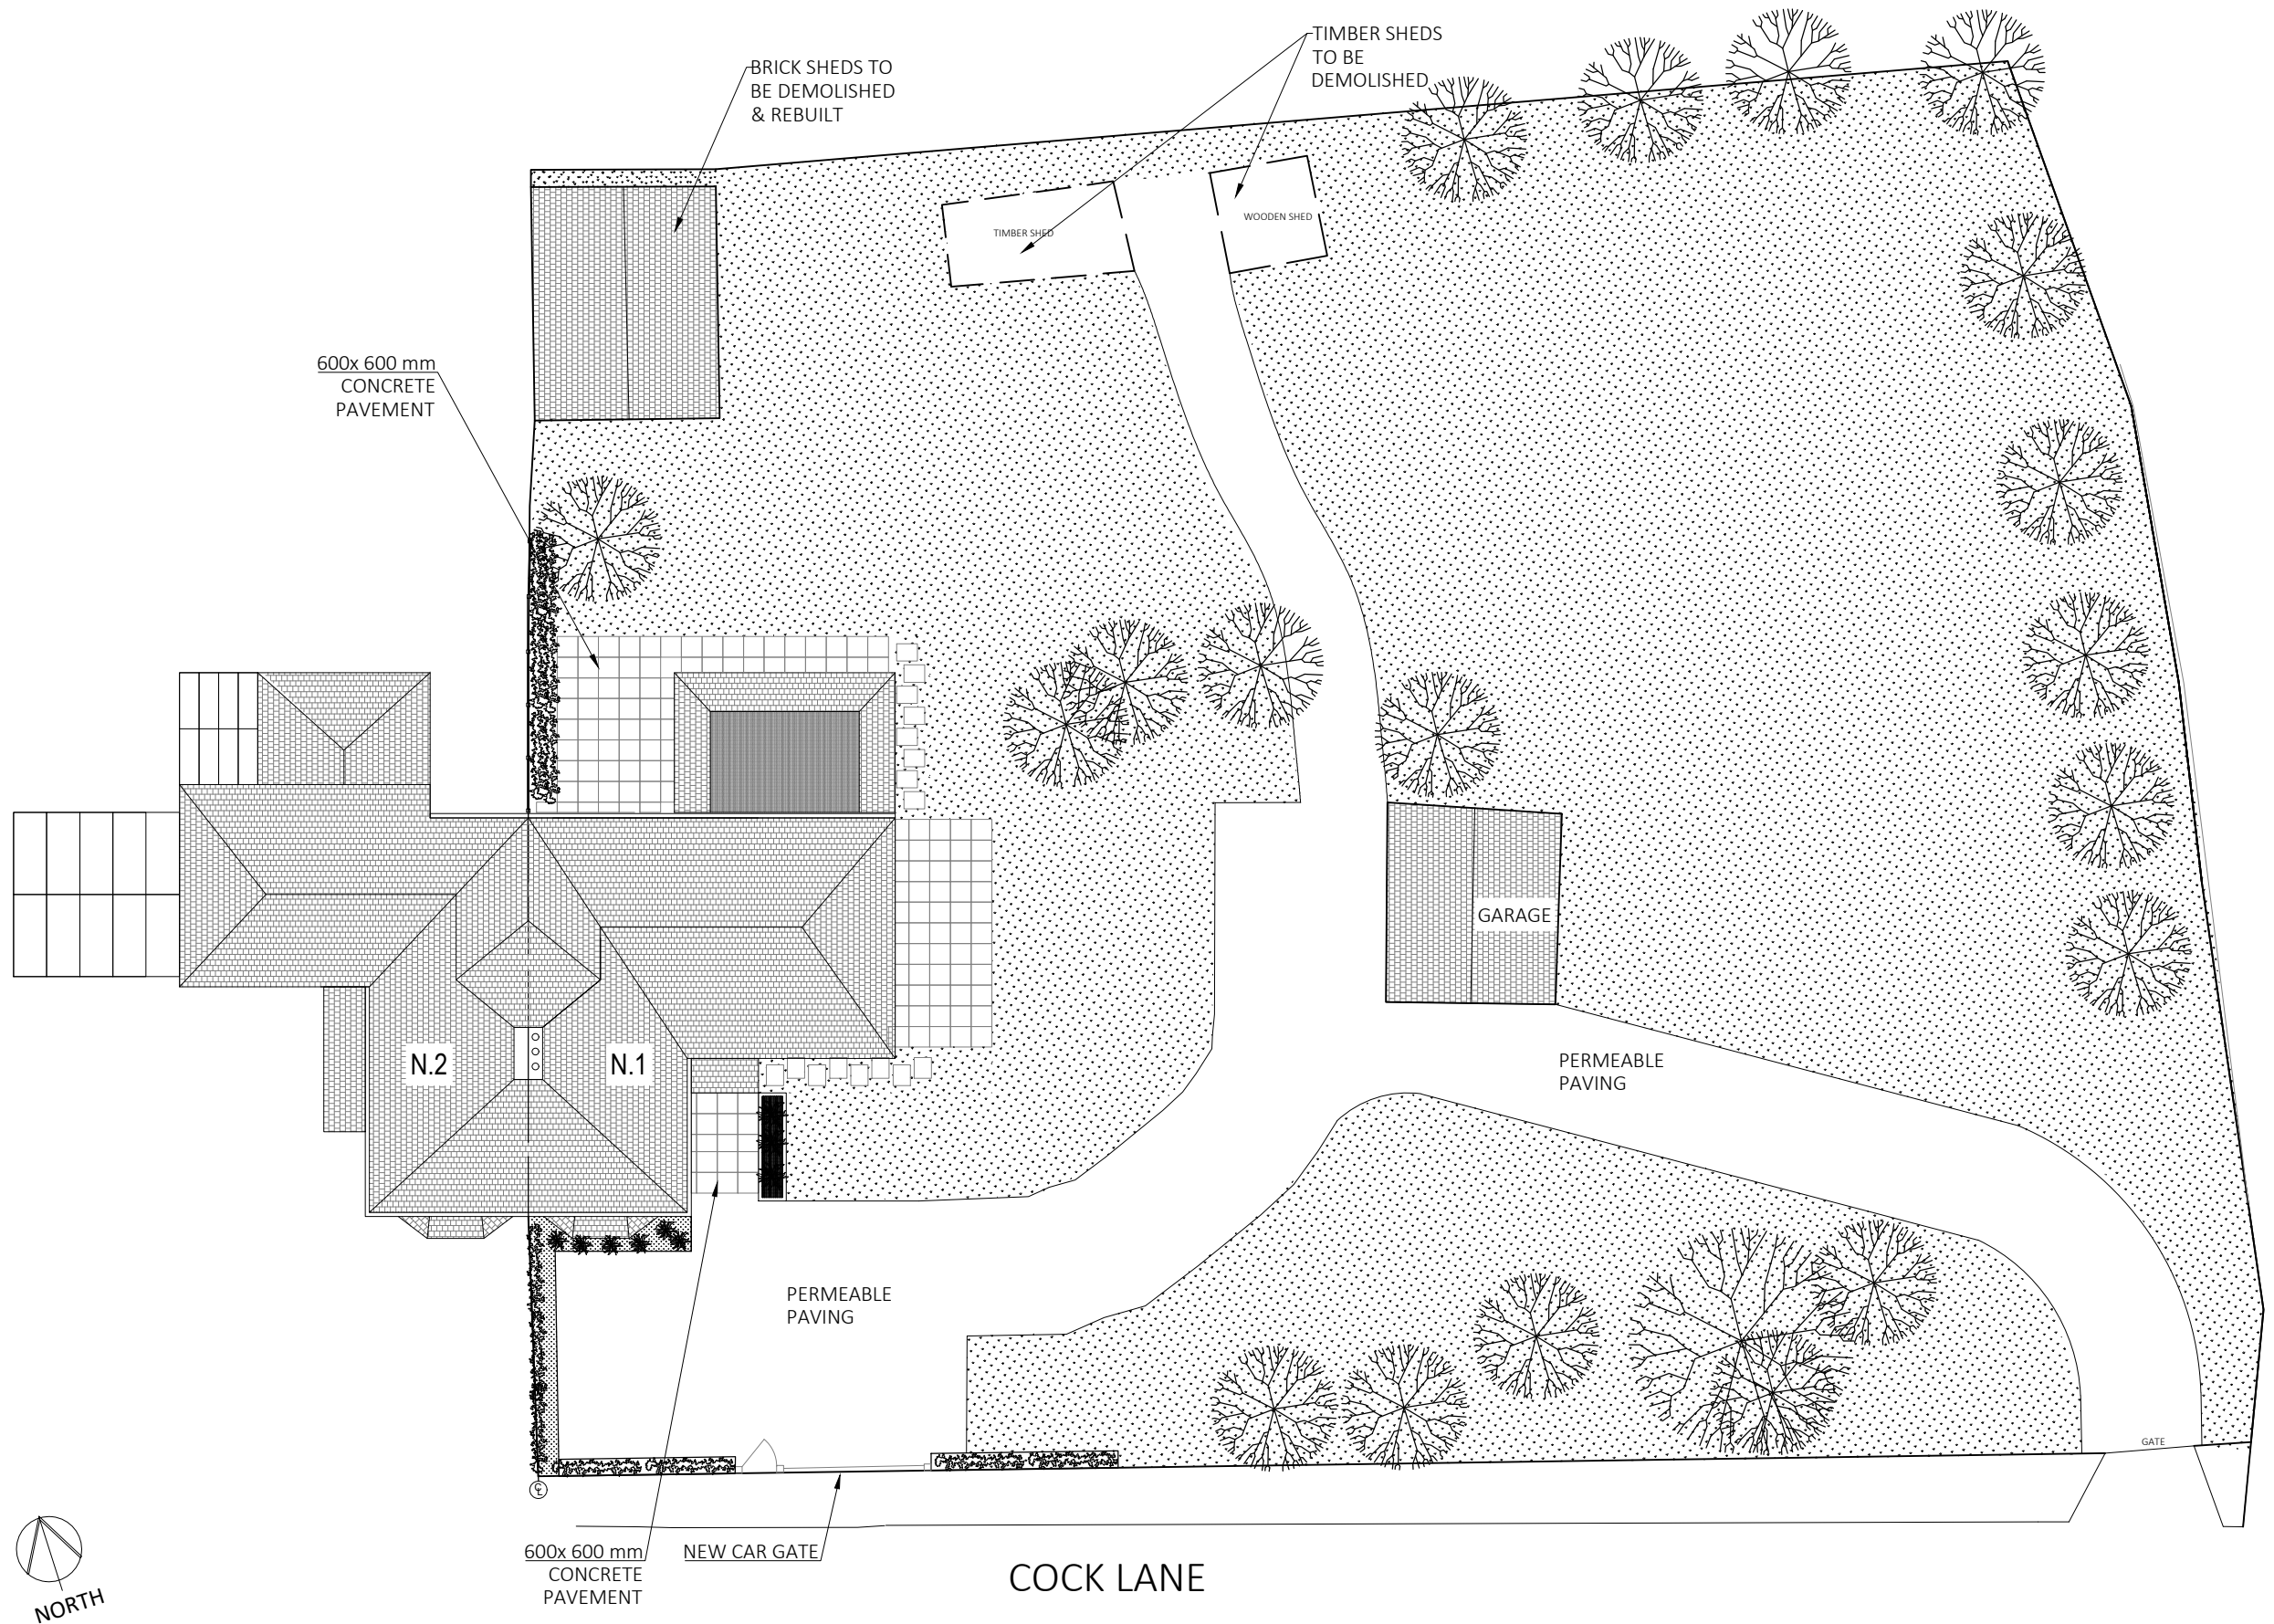 TIMBER SHEDS
TO BE
DEMOLISHED
BRICK SHEDS TO
BE DEMOLISHED
& REBUILT
WOODEN SHED
TIMBER SHED
600x 600 mm
CONCRETE
PAVEMENT
GARAGE
N.2
N.1
PERMEABLE
PAVING
PERMEABLE
PAVING
GATE
CL
600x 600 mm
CONCRETE
PAVEMENT
NEW CAR GATE
COCK LANE
NORTH